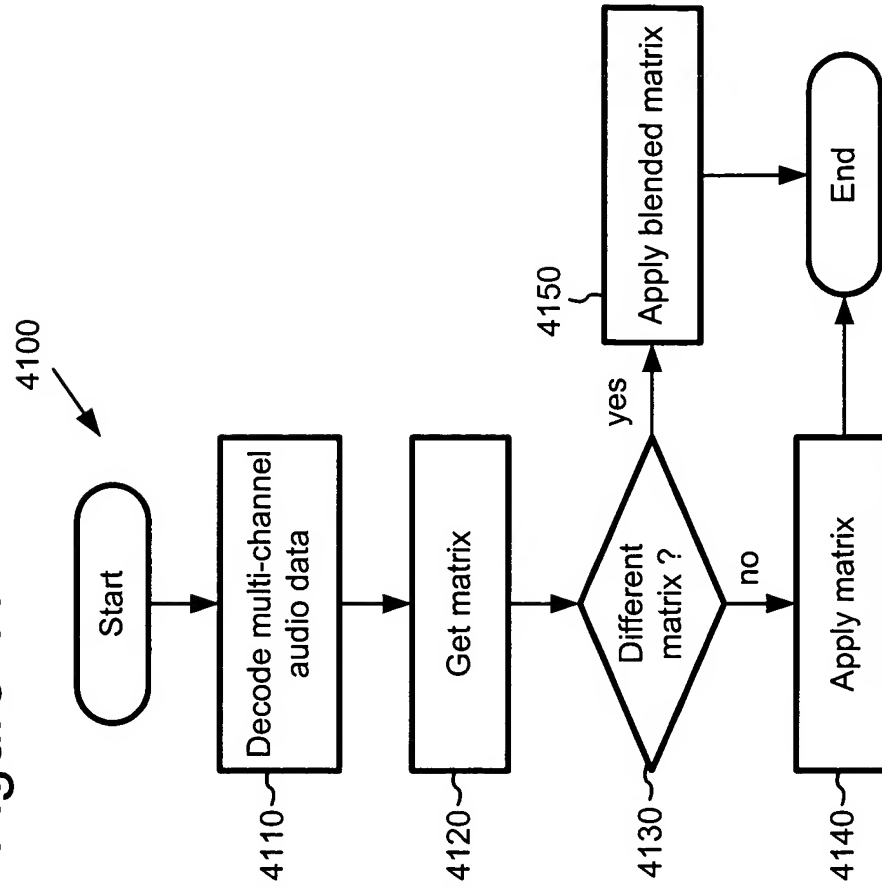 4100
Start
Decode multi-channel
audio data
4110
Get matrix
4120
Different
matrix ?
4130
yes
no
Apply blended matrix
4150
Apply matrix
4140
End